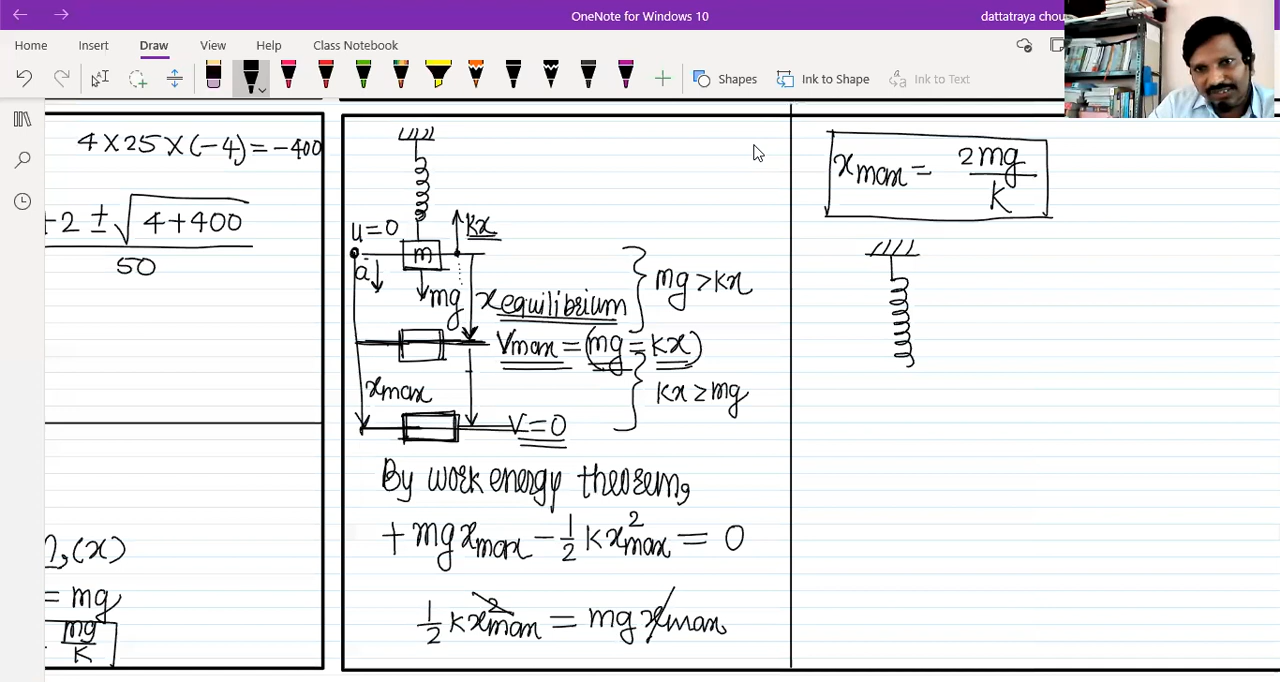 OneNote for Windows 10
dattatraya chou
Home Insert Draw View Help Class Notebook
Shapes Ink to Shape Ink to Text
4×25×(-4) = -400
+2 ± √4+400
50
(x)
= mg
mg
K
u=0
kx
m
a
mg
x equilibrium
mg > kx
Vmax = (mg = kx)
xmax
kx ≥ mg
V=0
By work energy theorem,
+ mg xmax - 1/2 k x²max = 0
1/2 k x²max = mg xmax
xmax = 2mg/K